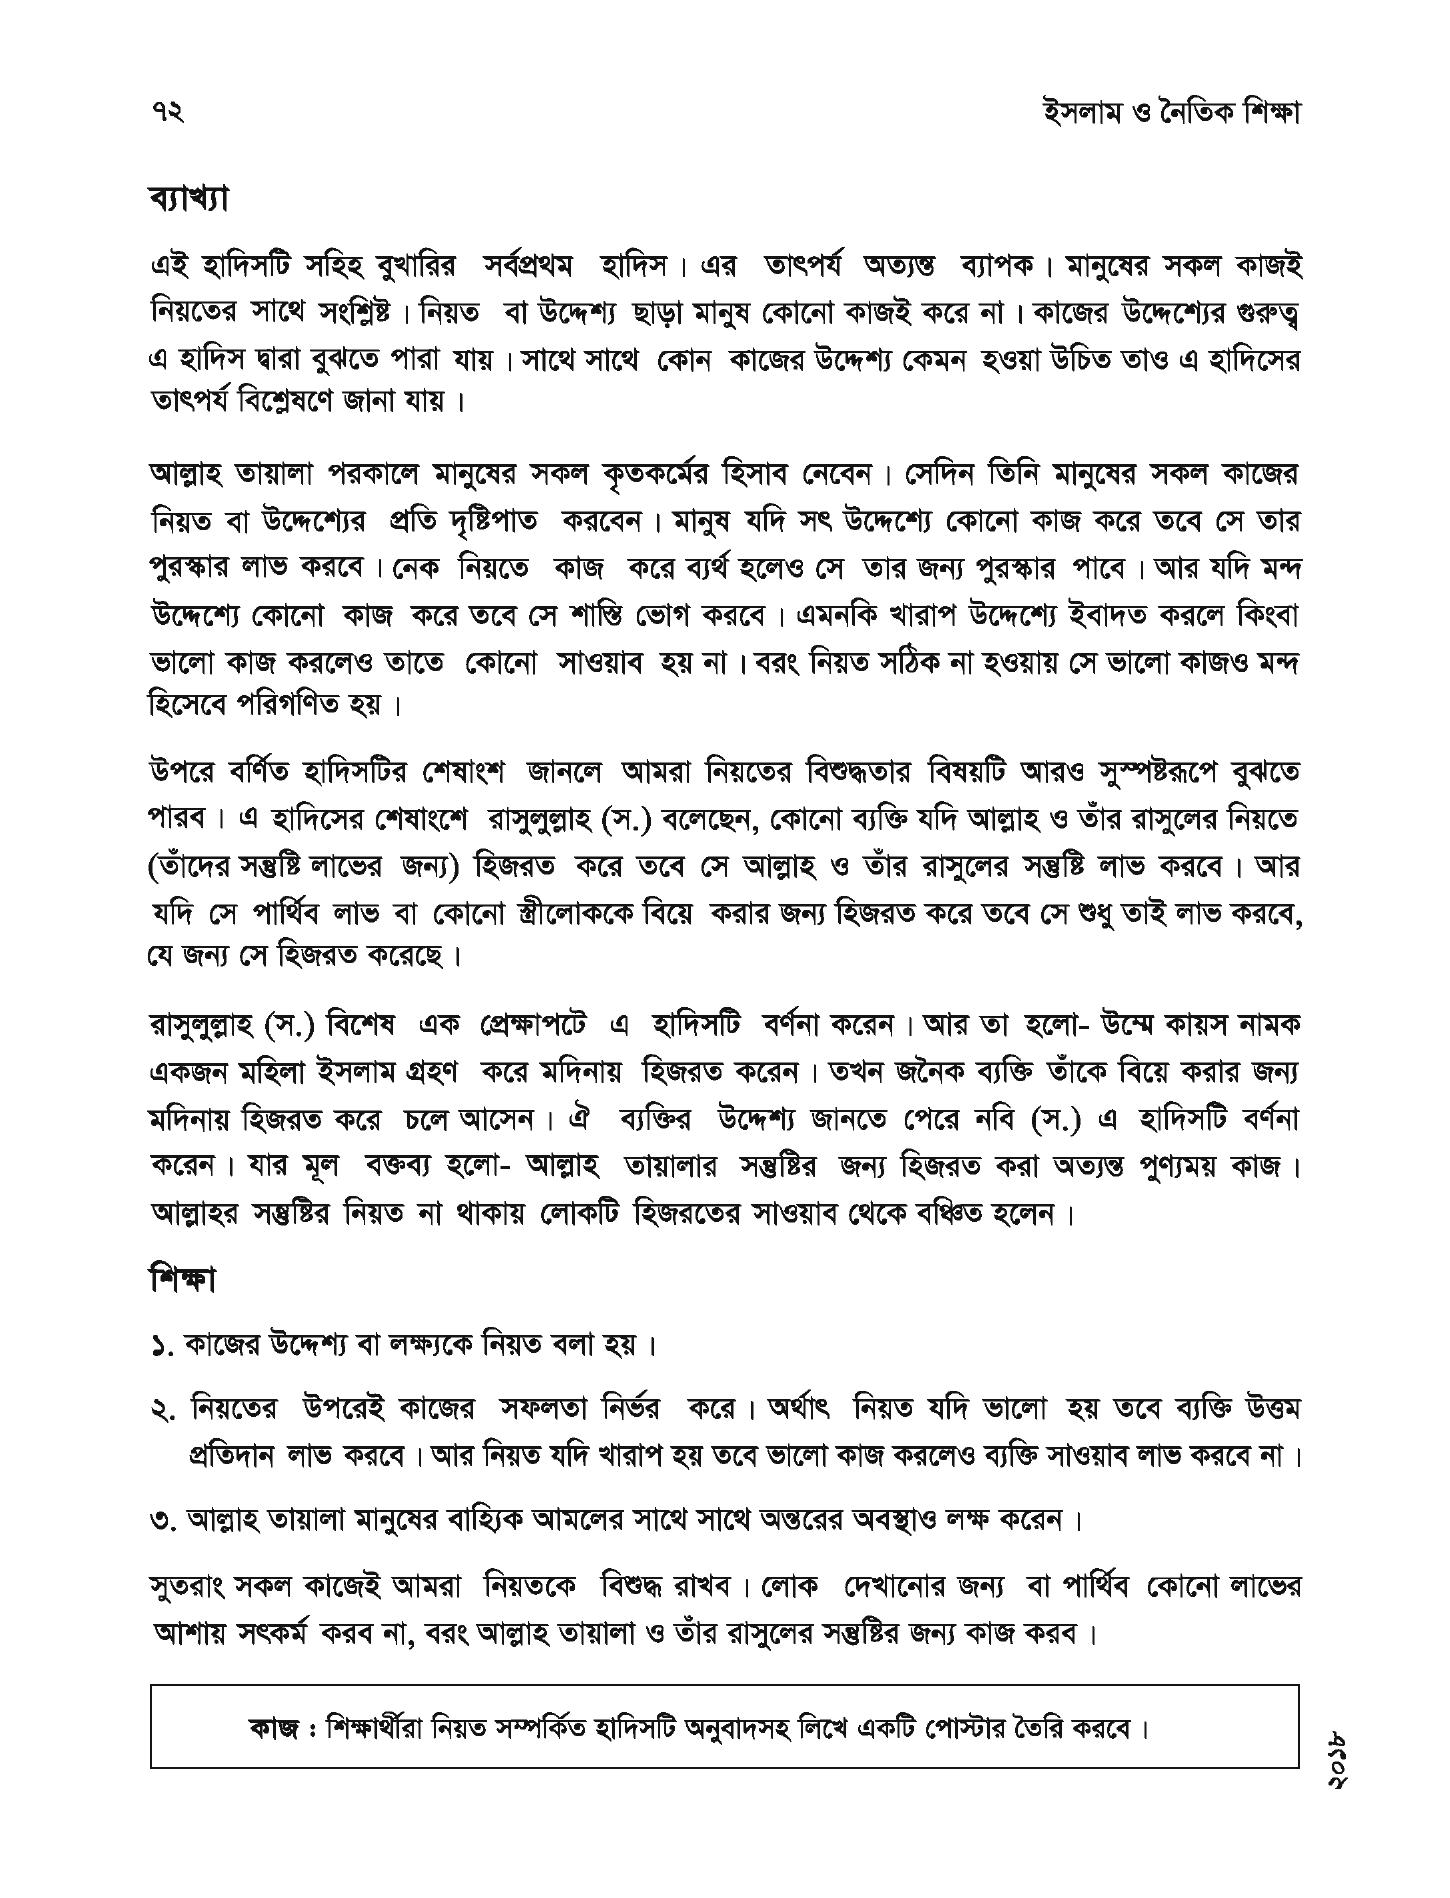 ৭২
ইসলাম ও নৈতিক শিক্ষা
ব্যাখ্যা
এই হাদিসটি সহিহ বুখারির সর্বপ্রথম হাদিস। এর তাৎপর্য অত্যন্ত ব্যাপক। মানুষের সকল কাজই
নিয়তের সাথে সংশ্লিষ্ট। নিয়ত বা উদ্দেশ্য ছাড়া মানুষ কোনো কাজই করে না। কাজের উদ্দেশ্যের গুরুত্ব
এ হাদিস দ্বারা বুঝতে পারা যায়। সাথে সাথে কোন কাজের উদ্দেশ্য কেমন হওয়া উচিত তাও এ হাদিসের
তাৎপর্য বিশ্লেষণে জানা যায়।
আল্লাহ তায়ালা পরকালে মানুষের সকল কৃতকর্মের হিসাব নেবেন। সেদিন তিনি মানুষের সকল কাজের
নিয়ত বা উদ্দেশ্যের প্রতি দৃষ্টিপাত করবেন। মানুষ যদি সৎ উদ্দেশ্যে কোনো কাজ করে তবে সে তার
পুরস্কার লাভ করবে। নেক নিয়তে কাজ করে ব্যর্থ হলেও সে তার জন্য পুরস্কার পাবে। আর যদি মন্দ
উদ্দেশ্যে কোনো কাজ করে তবে সে শাস্তি ভোগ করবে। এমনকি খারাপ উদ্দেশ্যে ইবাদত করলে কিংবা
ভালো কাজ করলেও তাতে কোনো সাওয়াব হয় না। বরং নিয়ত সঠিক না হওয়ায় সে ভালো কাজও মন্দ
হিসেবে পরিগণিত হয়।
উপরে বর্ণিত হাদিসটির শেষাংশ জানলে আমরা নিয়তের বিশুদ্ধতার বিষয়টি আরও সুস্পষ্টরূপে বুঝতে
পারব। এ হাদিসের শেষাংশে রাসুলুল্লাহ (স.) বলেছেন, কোনো ব্যক্তি যদি আল্লাহ ও তাঁর রাসুলের নিয়তে
(তাঁদের সন্তুষ্টি লাভের জন্য) হিজরত করে তবে সে আল্লাহ ও তাঁর রাসুলের সন্তুষ্টি লাভ করবে। আর
যদি সে পার্থিব লাভ বা কোনো স্ত্রীলোককে বিয়ে করার জন্য হিজরত করে তবে সে শুধু তাই লাভ করবে,
যে জন্য সে হিজরত করেছে।
রাসুলুল্লাহ (স.) বিশেষ এক প্রেক্ষাপটে এ হাদিসটি বর্ণনা করেন। আর তা হলো- উম্মে কায়স নামক
একজন মহিলা ইসলাম গ্রহণ করে মদিনায় হিজরত করেন। তখন জনৈক ব্যক্তি তাঁকে বিয়ে করার জন্য
মদিনায় হিজরত করে চলে আসেন। ঐ ব্যক্তির উদ্দেশ্য জানতে পেরে নবি (স.) এ হাদিসটি বর্ণনা
করেন। যার মূল বক্তব্য হলো- আল্লাহ তায়ালার সন্তুষ্টির জন্য হিজরত করা অত্যন্ত পুণ্যময় কাজ।
আল্লাহর সন্তুষ্টির নিয়ত না থাকায় লোকটি হিজরতের সাওয়াব থেকে বঞ্চিত হলেন।
শিক্ষা
১. কাজের উদ্দেশ্য বা লক্ষ্যকে নিয়ত বলা হয়।
২. নিয়তের উপরেই কাজের সফলতা নির্ভর করে। অর্থাৎ নিয়ত যদি ভালো হয় তবে ব্যক্তি উত্তম
প্রতিদান লাভ করবে। আর নিয়ত যদি খারাপ হয় তবে ভালো কাজ করলেও ব্যক্তি সাওয়াব লাভ করবে না।
৩. আল্লাহ তায়ালা মানুষের বাহ্যিক আমলের সাথে সাথে অন্তরের অবস্থাও লক্ষ করেন।
সুতরাং সকল কাজেই আমরা নিয়তকে বিশুদ্ধ রাখব। লোক দেখানোর জন্য বা পার্থিব কোনো লাভের
আশায় সৎকর্ম করব না, বরং আল্লাহ তায়ালা ও তাঁর রাসুলের সন্তুষ্টির জন্য কাজ করব।
কাজ : শিক্ষার্থীরা নিয়ত সম্পর্কিত হাদিসটি অনুবাদসহ লিখে একটি পোস্টার তৈরি করবে।
২০১৮